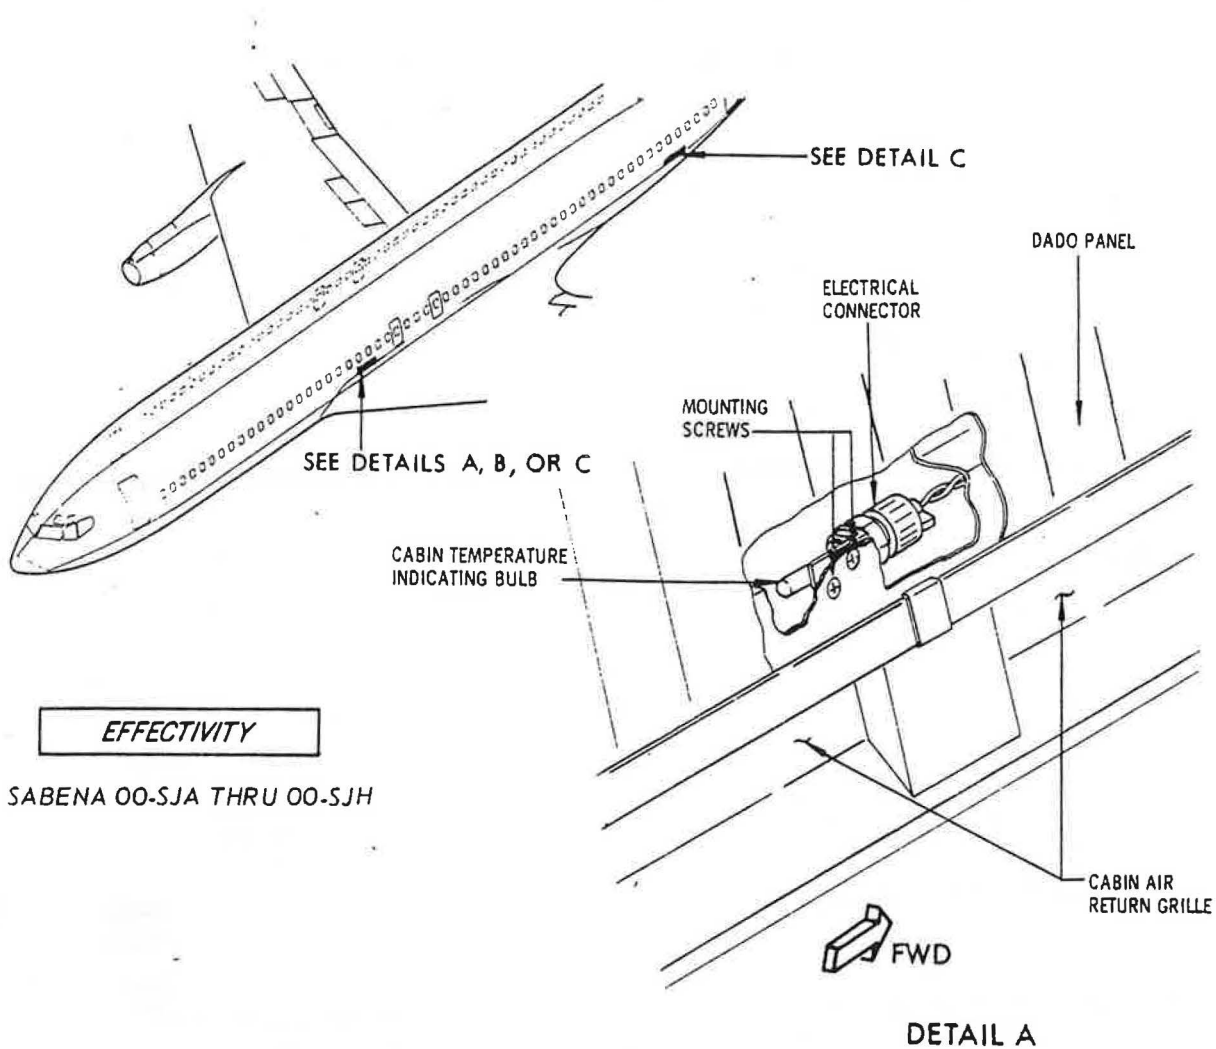 SEE DETAIL C
DADO PANEL
ELECTRICAL
CONNECTOR
MOUNTING
SCREWS
SEE DETAILS A, B, OR C
CABIN TEMPERATURE
INDICATING BULB
EFFECTIVITY
SABENA OO-SJA THRU OO-SJH
CABIN AIR
RETURN GRILLE
FWD
DETAIL A